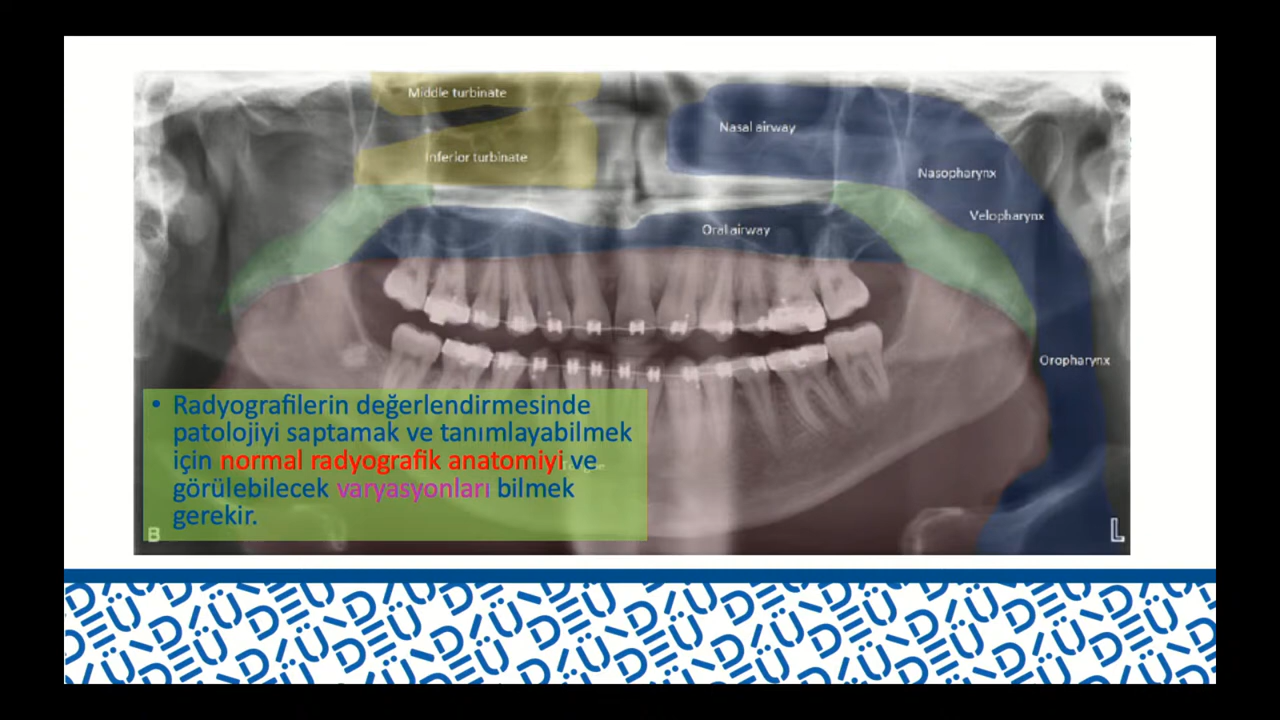 Middle turbinate
Inferior turbinate
Nasal airway
Nasopharynx
Velopharynx
Oral airway
Oropharynx
• Radyografilerin değerlendirmesinde
patolojiyi saptamak ve tanımlayabilmek
için normal radyografik anatomiyi ve
görülebilecek varyasyonları bilmek
gerekir.
B
L